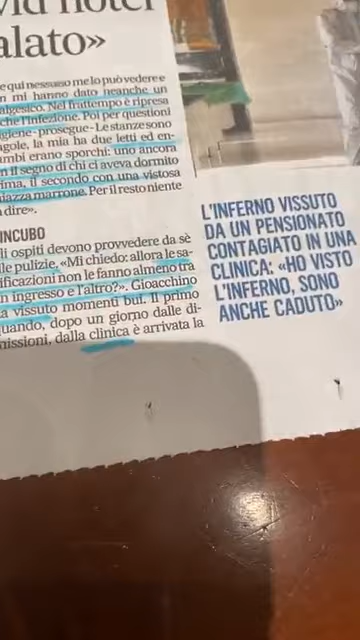 hotel
alato»
e qui nessuno me lo può vedere e
n mi hanno dato neanche un
algesico. Nel frattempo è ripresa
che l'infezione. Poi per questioni
igiene - prosegue - Le stanze sono
gole, la mia ha due letti ed en-
ambi erano sporchi: uno ancora
n il segno di chi ci aveva dormito
rima, il secondo con una vistosa
iazza marrone. Per il resto niente
dire».
INCUBO
li ospiti devono provvedere da sè
lle pulizie. «Mi chiedo: allora le sa-
ificazioni non le fanno almeno tra
n ingresso e l'altro?». Gioacchino
a vissuto momenti bui. Il primo
uando, dopo un giorno dalle di-
missioni, dalla clinica è arrivata la
L'INFERNO VISSUTO
DA UN PENSIONATO
CONTAGIATO IN UNA
CLINICA: «HO VISTO
L'INFERNO, SONO
ANCHE CADUTO»